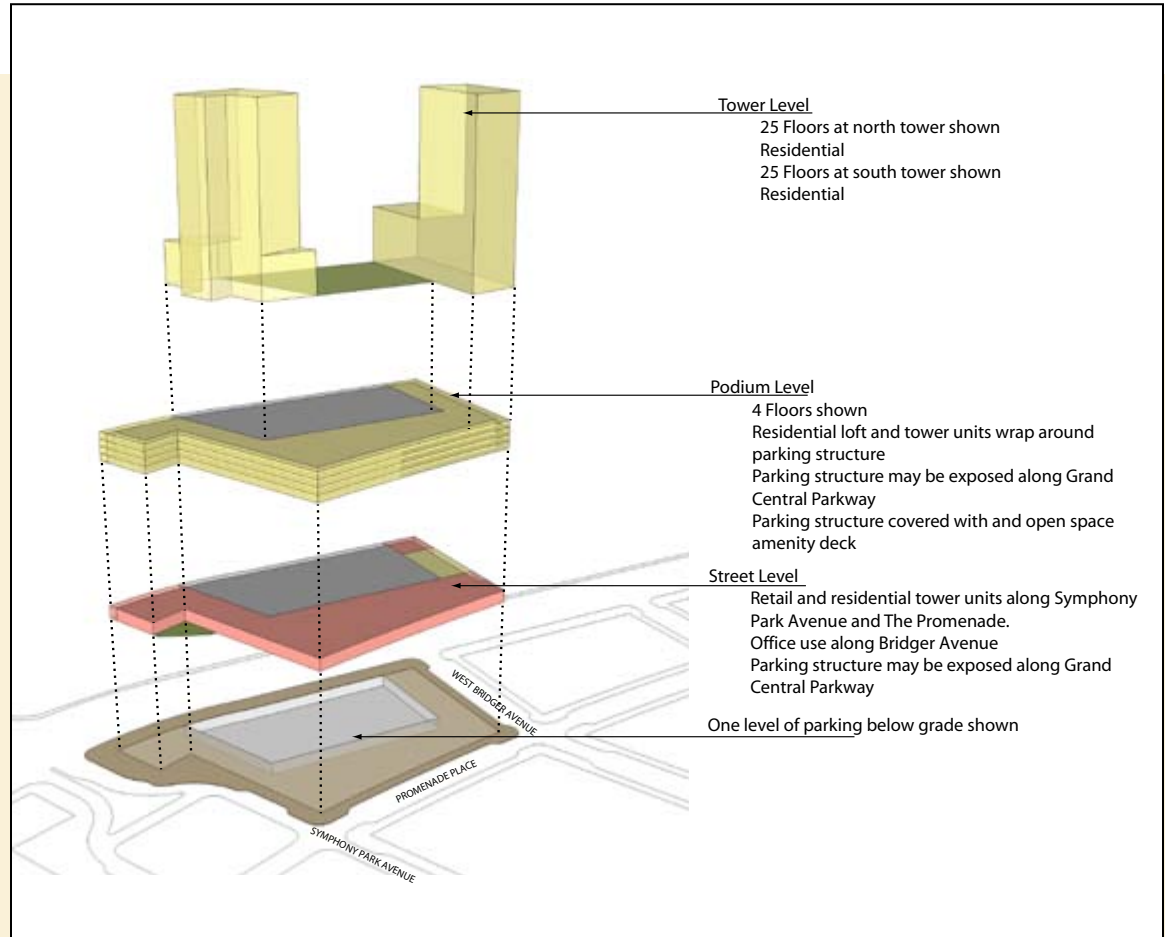 Tower Level
25 Floors at north tower shown
Residential
25 Floors at south tower shown
Residential
Podium Level
4 Floors shown
Residential loft and tower units wrap around
parking structure
Parking structure may be exposed along Grand
Central Parkway
Parking structure covered with and open space
amenity deck
Street Level
Retail and residential tower units along Symphony
Park Avenue and The Promenade.
Office use along Bridger Avenue
Parking structure may be exposed along Grand
Central Parkway
One level of parking below grade shown
WEST BRIDGER AVENUE
PROMENADE PLACE
SYMPHONY PARK AVENUE